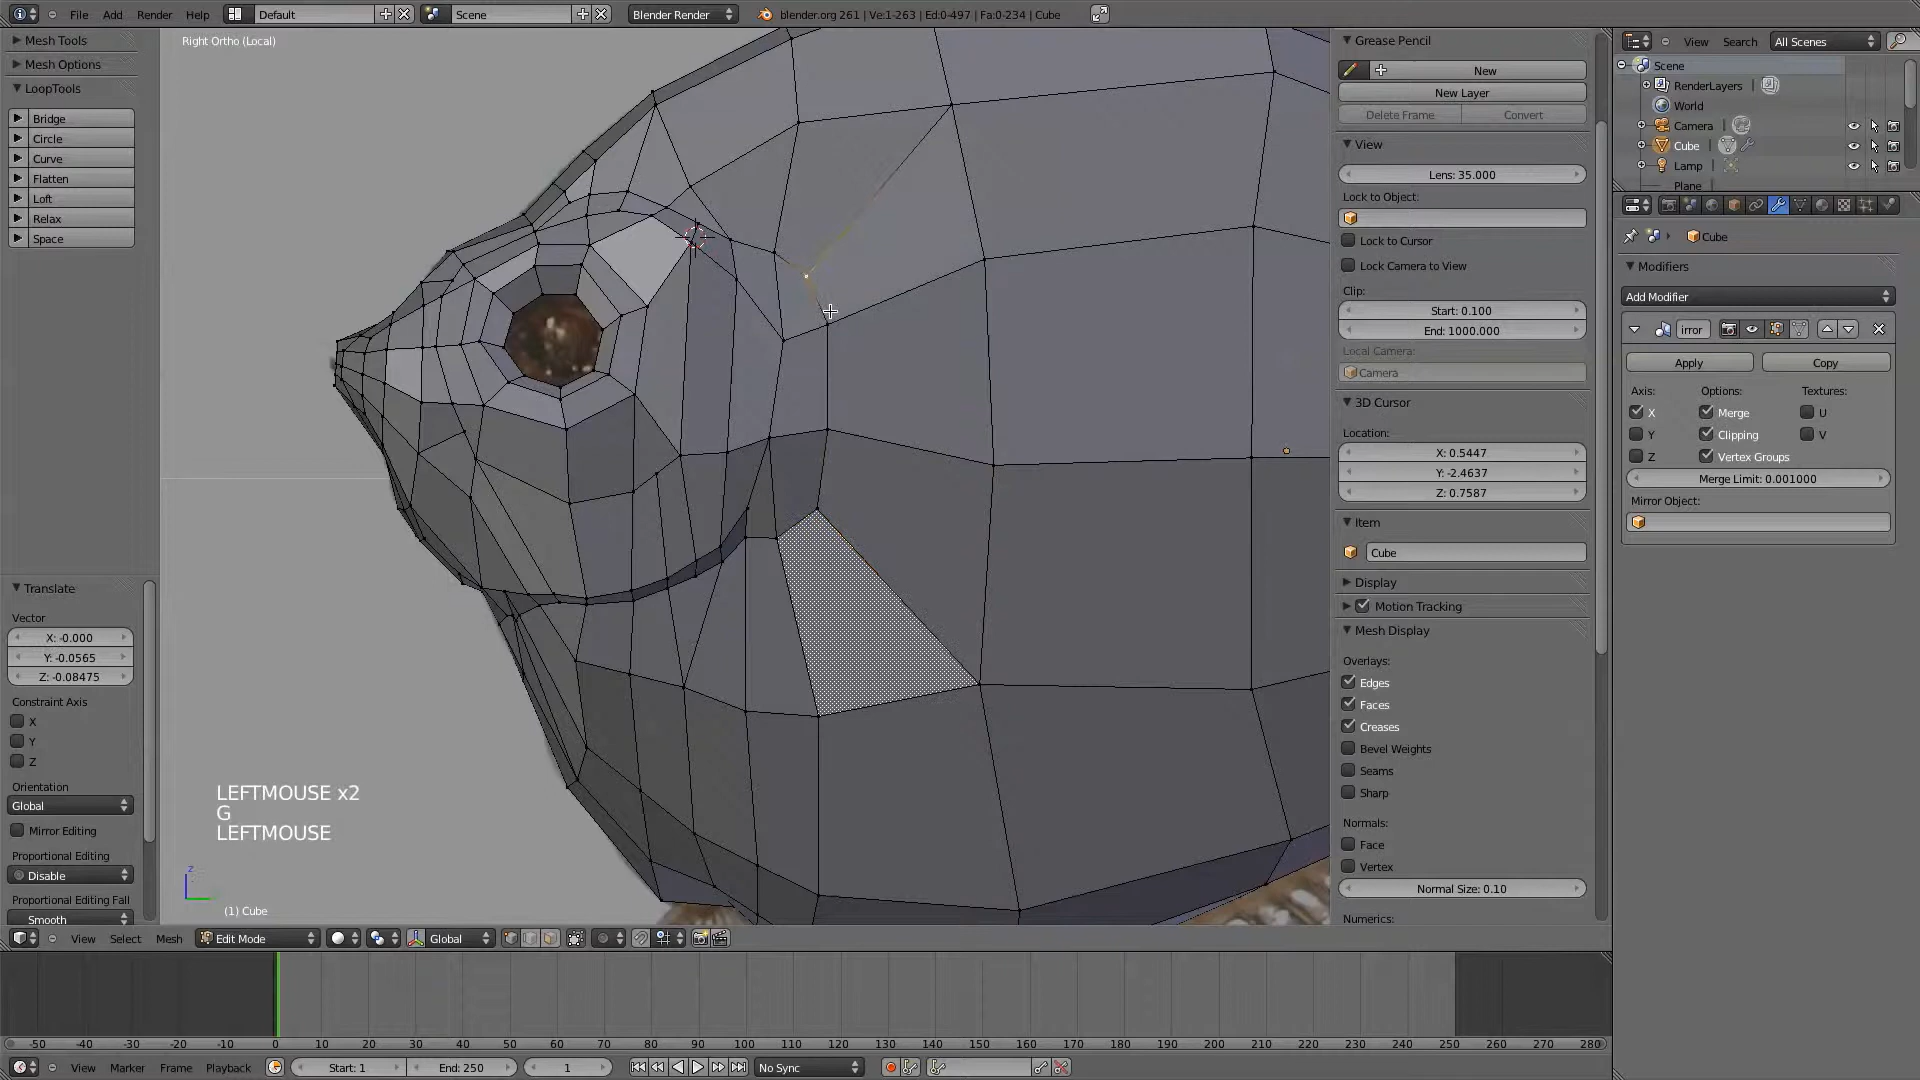 File Add Render Help Default Scene Blender Render blender.org 261 | Ve:1-263 | Ed:0-497 | Fa:0-234 | Cube
Mesh Tools
Mesh Options
LoopTools
Bridge
Circle
Curve
Flatten
Loft
Relax
Space
Translate
Vector
X: -0.000
Y: -0.0565
Z: -0.08475
Constraint Axis
X
Y
Z
Orientation
Global
Mirror Editing
Proportional Editing
Disable
Proportional Editing Fall
Smooth
Right Ortho (Local)
LEFTMOUSE x2
G
LEFTMOUSE
z
(1) Cube
Grease Pencil
New
New Layer
Delete Frame Convert
View
Lens: 35.000
Lock to Object:
Lock to Cursor
Lock Camera to View
Clip:
Start: 0.100
End: 1000.000
Local Camera:
Camera
3D Cursor
Location:
X: 0.5447
Y: -2.4637
Z: 0.7587
Item
Cube
Display
Motion Tracking
Mesh Display
Overlays:
Edges
Faces
Creases
Bevel Weights
Seams
Sharp
Normals:
Face
Vertex
Normal Size: 0.10
Numerics:
View Search All Scenes
Scene
RenderLayers
World
Camera
Cube
Lamp
Plane
Cube
Modifiers
Add Modifier
irror
Apply Copy
Axis: Options: Textures:
X Merge U
Y Clipping V
Z Vertex Groups
Merge Limit: 0.001000
Mirror Object:
View Select Mesh Edit Mode Global
-50 -40 -30 -20 -10 0 10 20 30 40 50 60 70 80 90 100 110 120 130 140 150 160 170 180 190 200 210 220 230 240 250 260 270 280
View Marker Frame Playback Start: 1 End: 250 1 No Sync